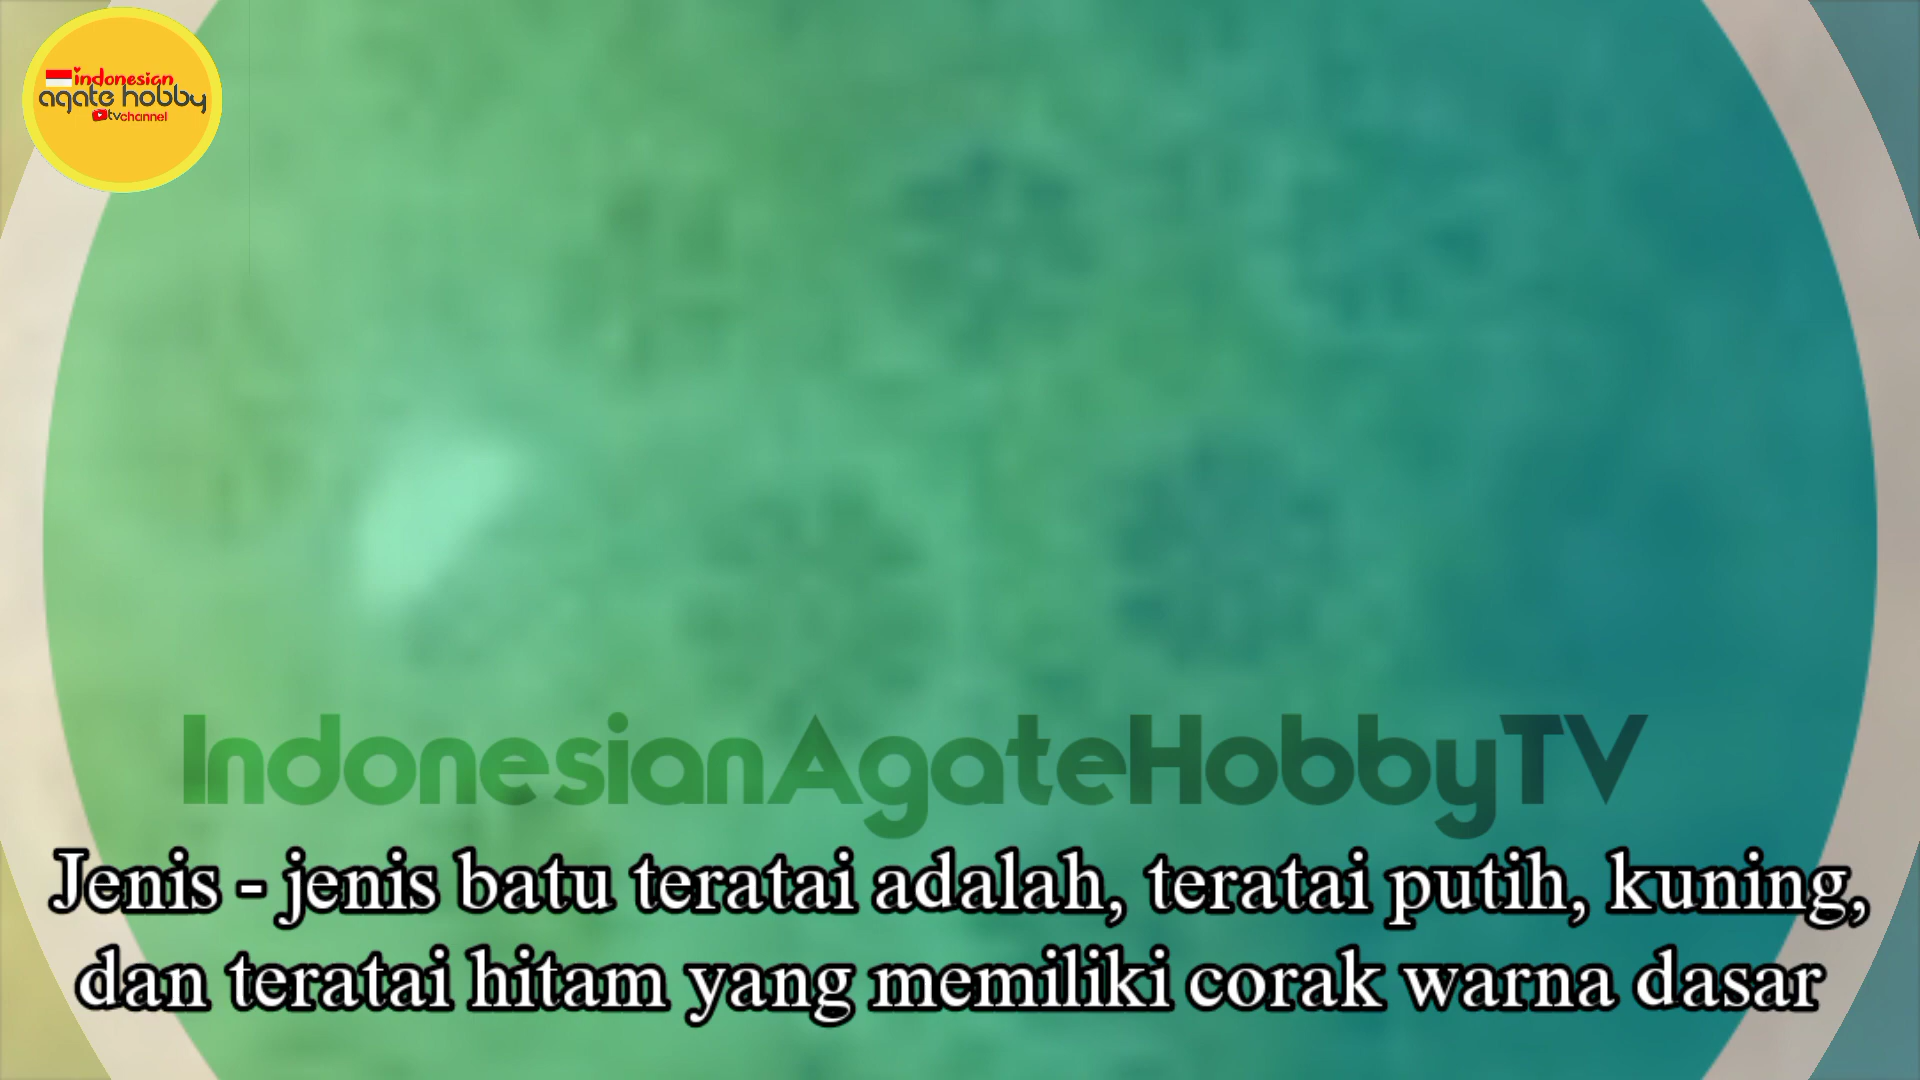 indonesian
agate hobby
tvchannel
IndonesianAgateHobbyTV
Jenis - jenis batu teratai adalah, teratai putih, kuning,
dan teratai hitam yang memiliki corak warna dasar